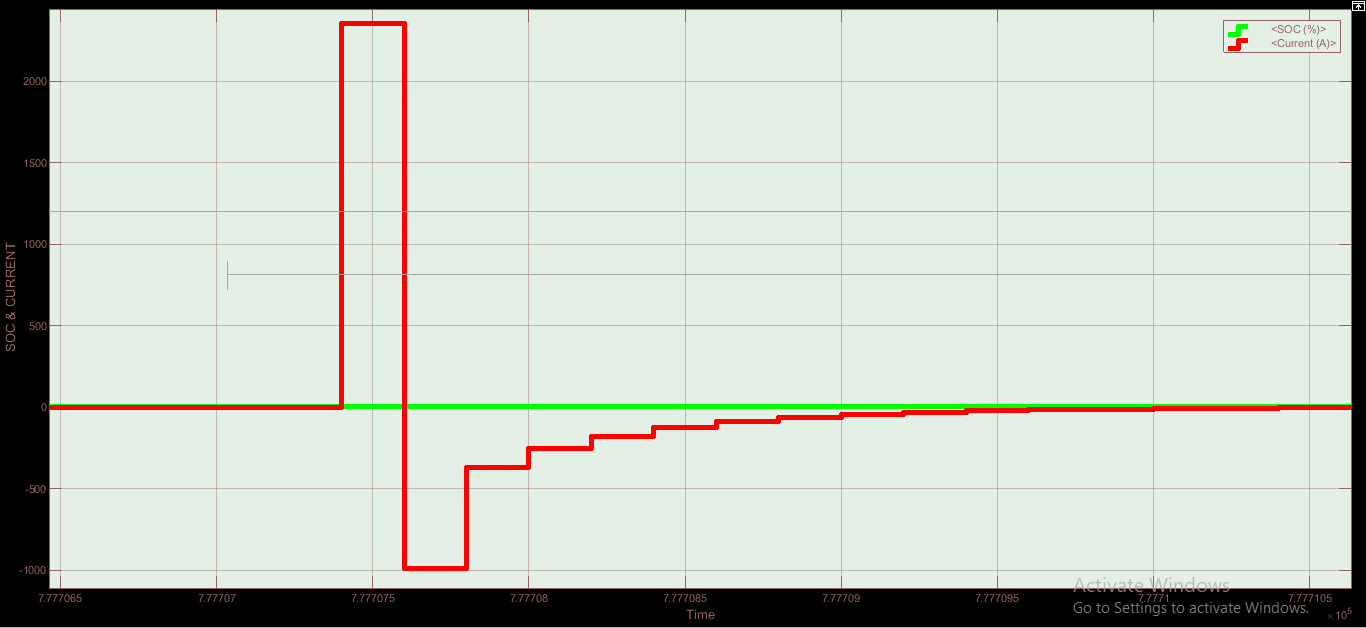 <SOC (%)>
<Current (A)>
2000
1500
1000
500
0
-500
-1000
SOC & CURRENT
7.777065
7.77707
7.777075
7.77708
7.777085
7.77709
7.777095
7.7771
7.777105
Time
×10⁵
Activate Windows
Go to Settings to activate Windows.